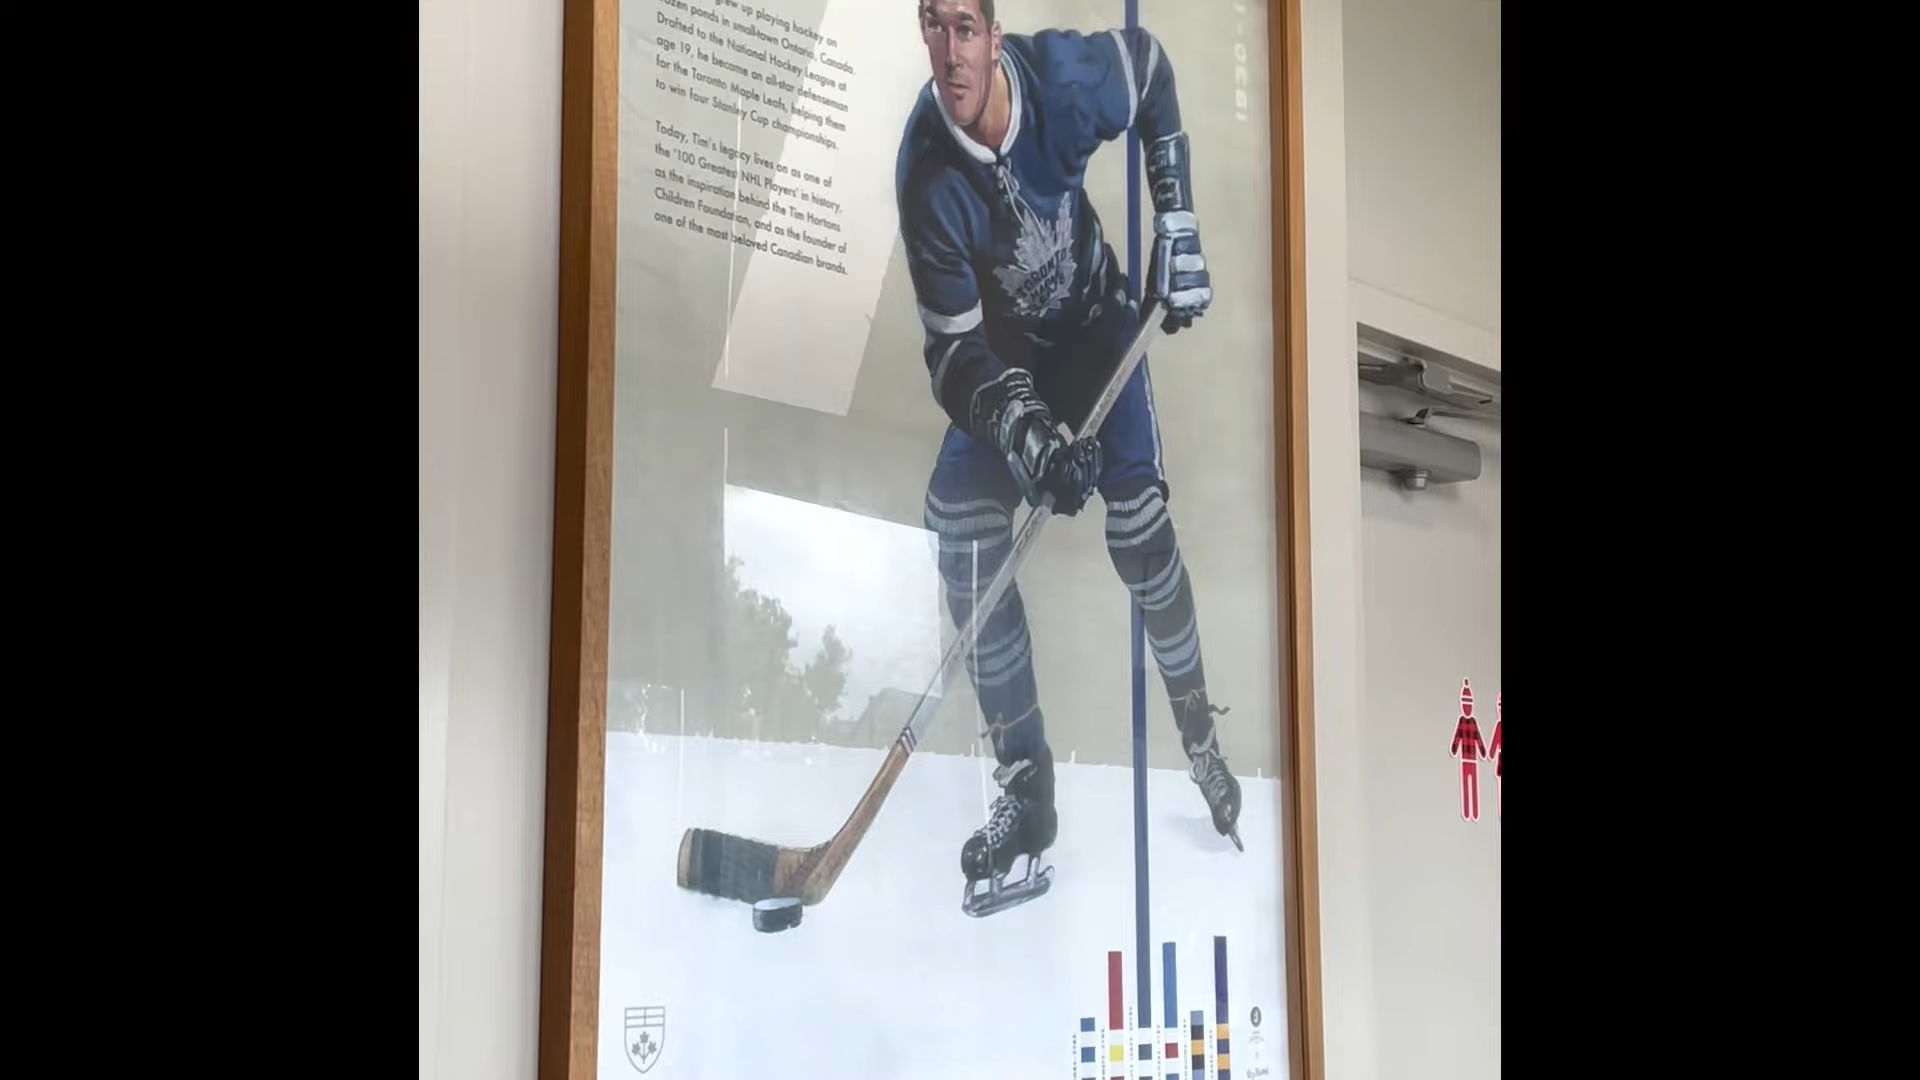 grew up playing hockey on
frozen ponds in small-town Ontario, Canada.
Drafted to the National Hockey League at
age 19, he became an all-star defenseman
for the Toronto Maple Leafs, helping them
to win four Stanley Cup championships.
Today, Tim's legacy lives on as one of
the '100 Greatest NHL Players' in history,
as the inspiration behind the Tim Hortons
Children Foundation, and as the founder of
one of the most beloved Canadian brands.
TORONTO
MAPLE
LEAFS